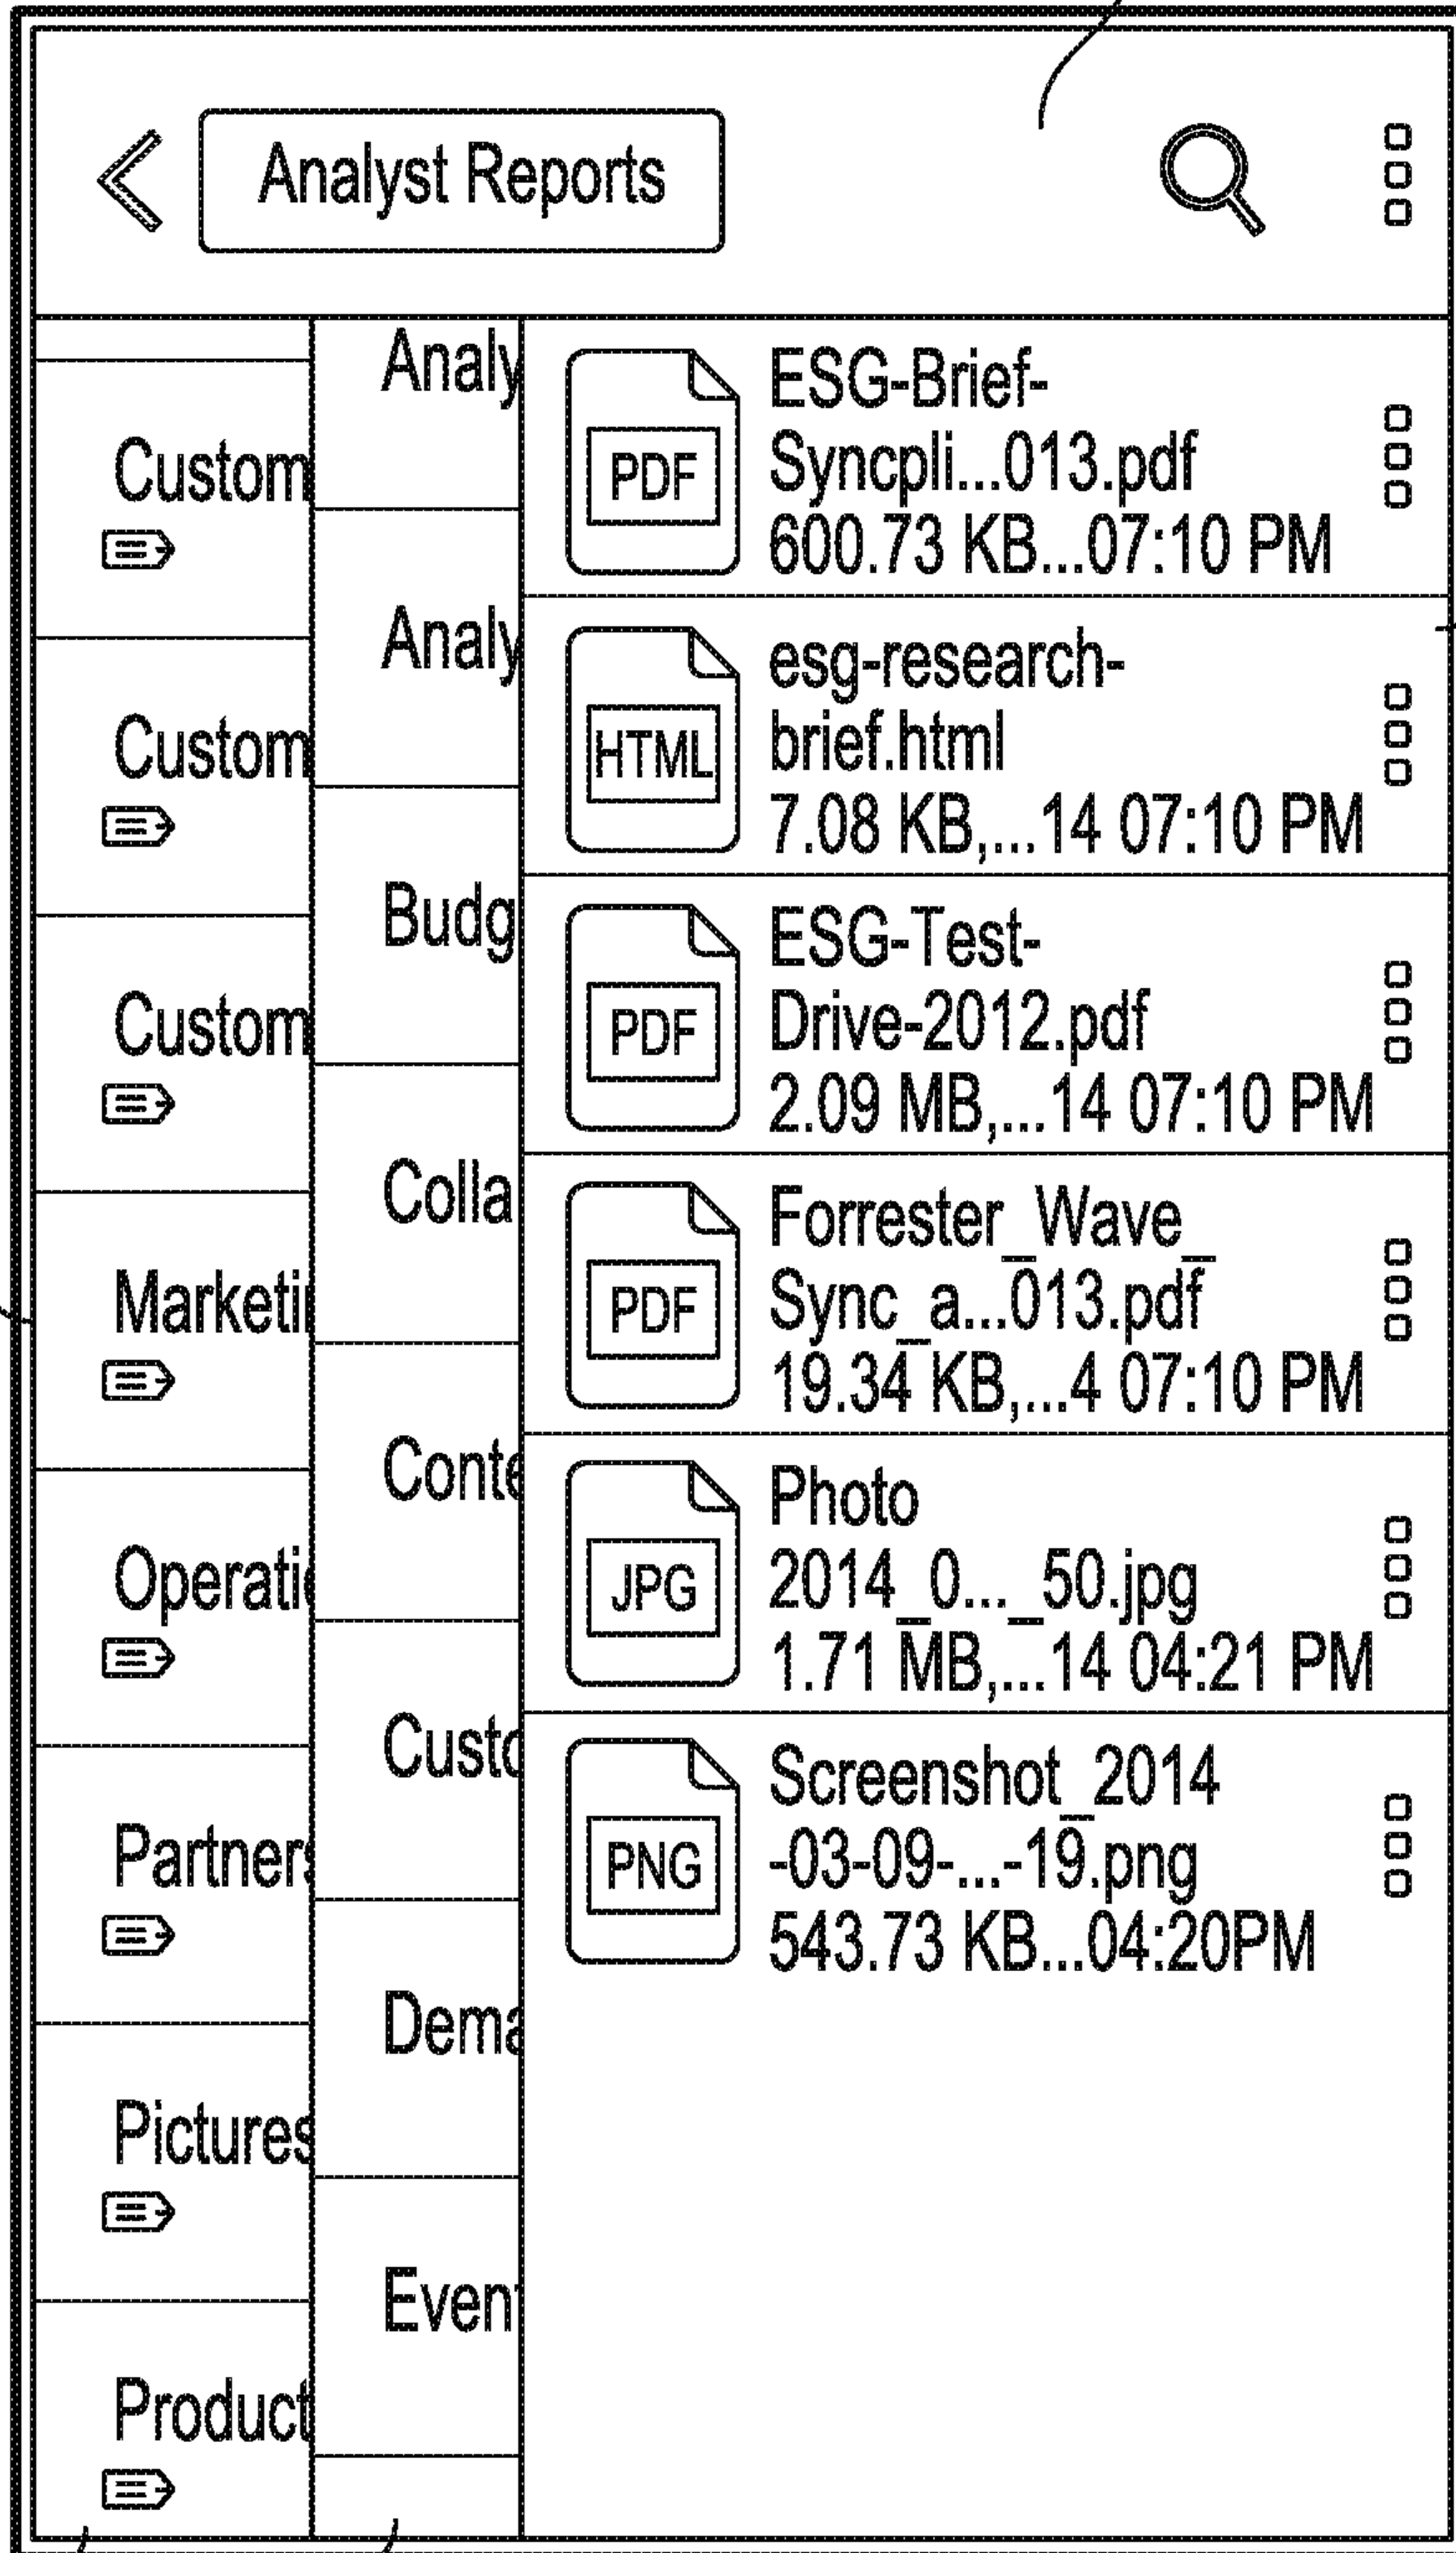 Analyst Reports
Custom
Custom
Custom
Marketi
Operati
Partner
Pictures
Product
Analy
Analy
Budg
Colla
Conte
Custo
Dema
Even
PDF
ESG-Brief-
Syncpli...013.pdf
600.73 KB...07:10 PM
HTML
esg-research-
brief.html
7.08 KB,...14 07:10 PM
PDF
ESG-Test-
Drive-2012.pdf
2.09 MB,...14 07:10 PM
PDF
Forrester_Wave_
Sync_a...013.pdf
19.34 KB,...4 07:10 PM
JPG
Photo
2014_0..._50.jpg
1.71 MB,...14 04:21 PM
PNG
Screenshot_2014
-03-09-...-19.png
543.73 KB...04:20PM